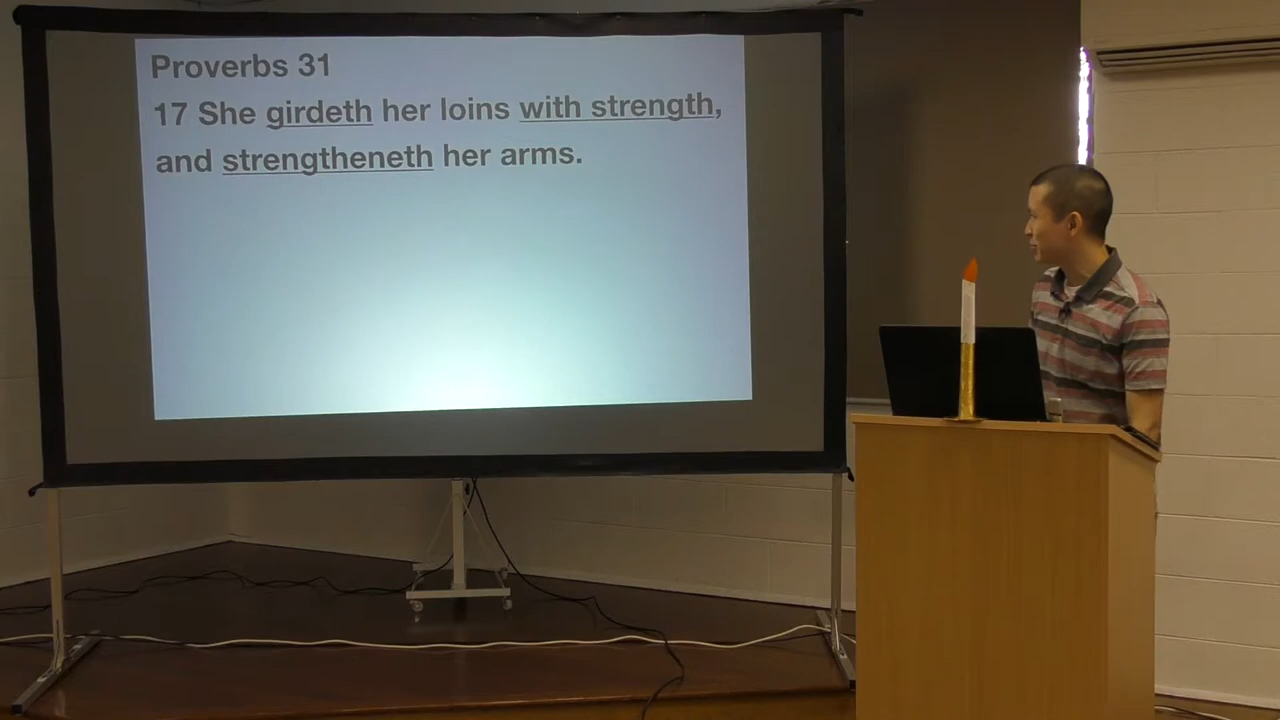 Proverbs 31
17 She girdeth her loins with strength,
and strengtheneth her arms.